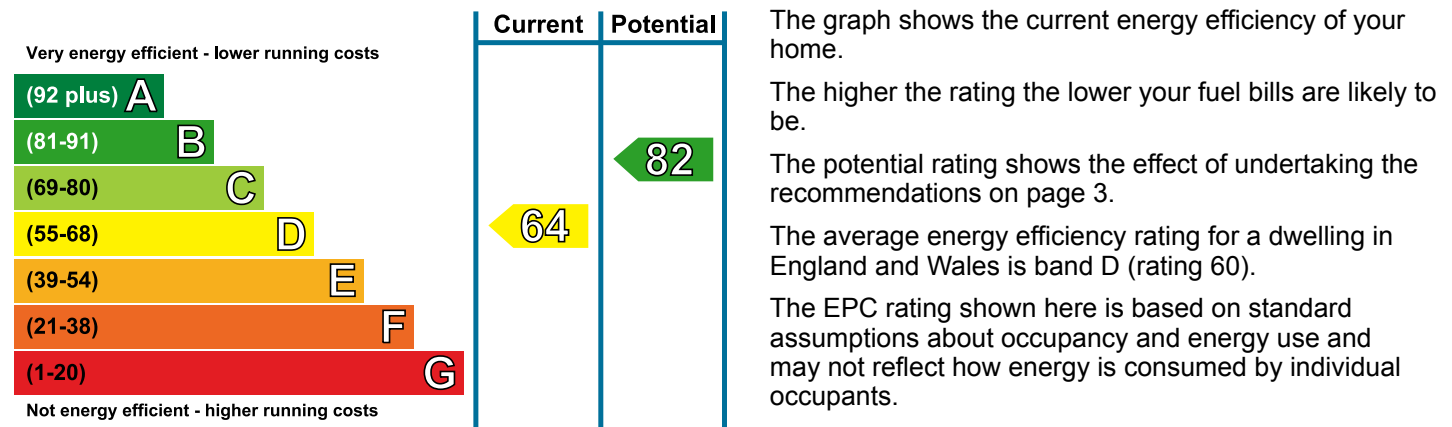 Current Potential
Very energy efficient - lower running costs
(92 plus) A
(81-91) B
82
(69-80) C
(55-68) D
64
(39-54) E
(21-38) F
(1-20) G
Not energy efficient - higher running costs
The graph shows the current energy efficiency of your
home.
The higher the rating the lower your fuel bills are likely to
be.
The potential rating shows the effect of undertaking the
recommendations on page 3.
The average energy efficiency rating for a dwelling in
England and Wales is band D (rating 60).
The EPC rating shown here is based on standard
assumptions about occupancy and energy use and
may not reflect how energy is consumed by individual
occupants.